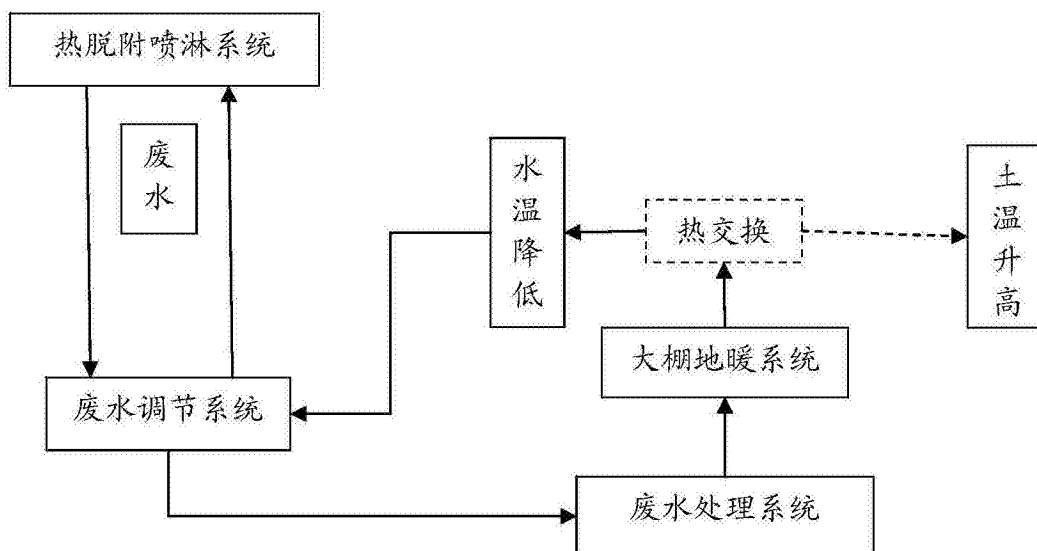 热脱附喷淋系统
废水
水温降低
热交换
土温升高
大棚地暖系统
废水调节系统
废水处理系统